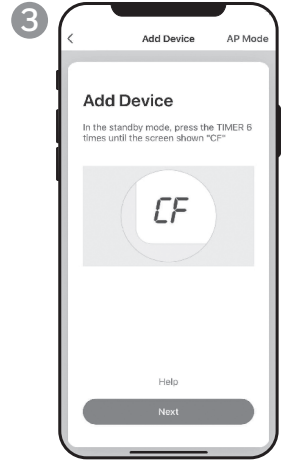 3
< Add Device AP Mode
Add Device
In the standby mode, press the TIMER 6
times until the screen shown "CF"
CF
Help
Next